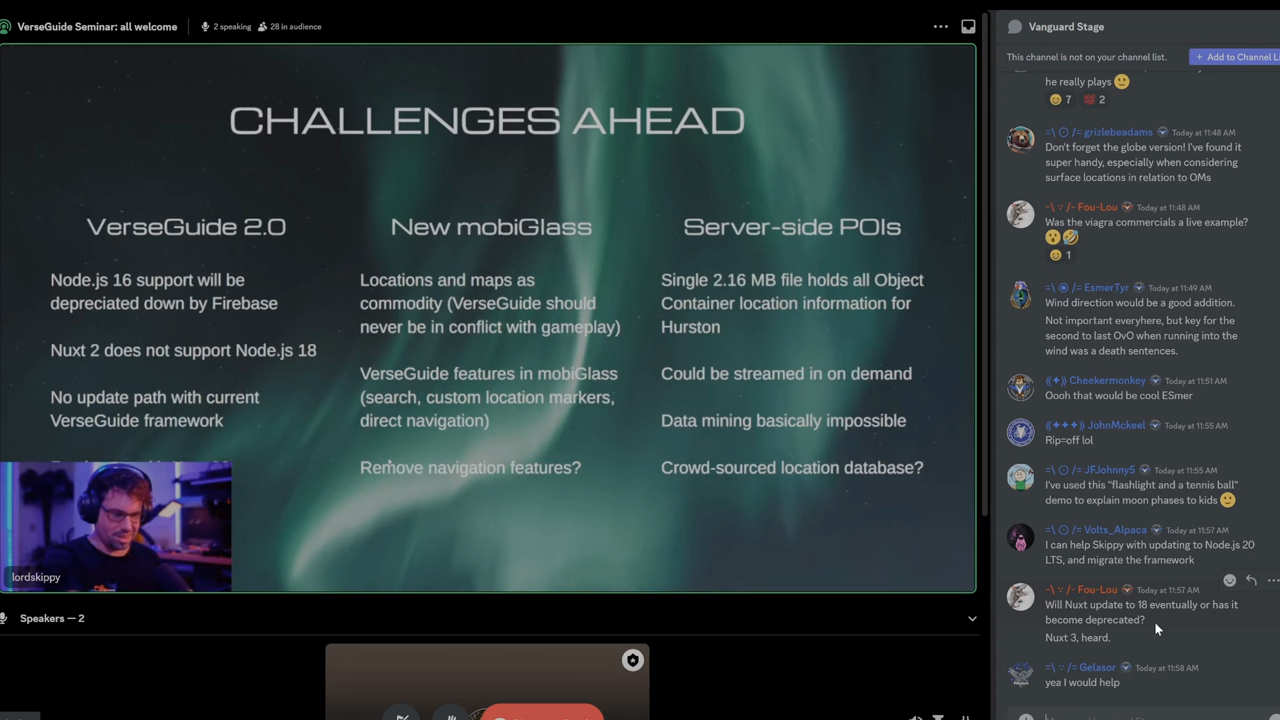 VerseGuide Seminar: all welcome
2 speaking
28 in audience
CHALLENGES AHEAD
VerseGuide 2.0
Node.js 16 support will be
depreciated down by Firebase
Nuxt 2 does not support Node.js 18
No update path with current
VerseGuide framework
New mobiGlass
Locations and maps as
commodity (VerseGuide should
never be in conflict with gameplay)
VerseGuide features in mobiGlass
(search, custom location markers,
direct navigation)
Remove navigation features?
Server-side POIs
Single 2.16 MB file holds all Object
Container location information for
Hurston
Could be streamed in on demand
Data mining basically impossible
Crowd-sourced location database?
lordskippy
Speakers — 2
Vanguard Stage
This channel is not on your channel list.
+ Add to Channel Li
he really plays
7 2
grizlebeadams Today at 11:48 AM
Don't forget the globe version! I've found it
super handy, especially when considering
surface locations in relation to OMs
Fou-Lou Today at 11:48 AM
Was the viagra commercials a live example?
1
EsmerTyr Today at 11:49 AM
Wind direction would be a good addition.
Not important everyhere, but key for the
second to last OvO when running into the
wind was a death sentences.
Cheekermonkey Today at 11:51 AM
Oooh that would be cool ESmer
JohnMckeel Today at 11:55 AM
Rip=off lol
JFJohnny5 Today at 11:55 AM
I've used this "flashlight and a tennis ball"
demo to explain moon phases to kids
Volts_Alpaca Today at 11:57 AM
I can help Skippy with updating to Node.js 20
LTS, and migrate the framework
Fou-Lou Today at 11:57 AM
Will Nuxt update to 18 eventually or has it
become deprecated?
Nuxt 3, heard.
Gelasor Today at 11:58 AM
yea I would help